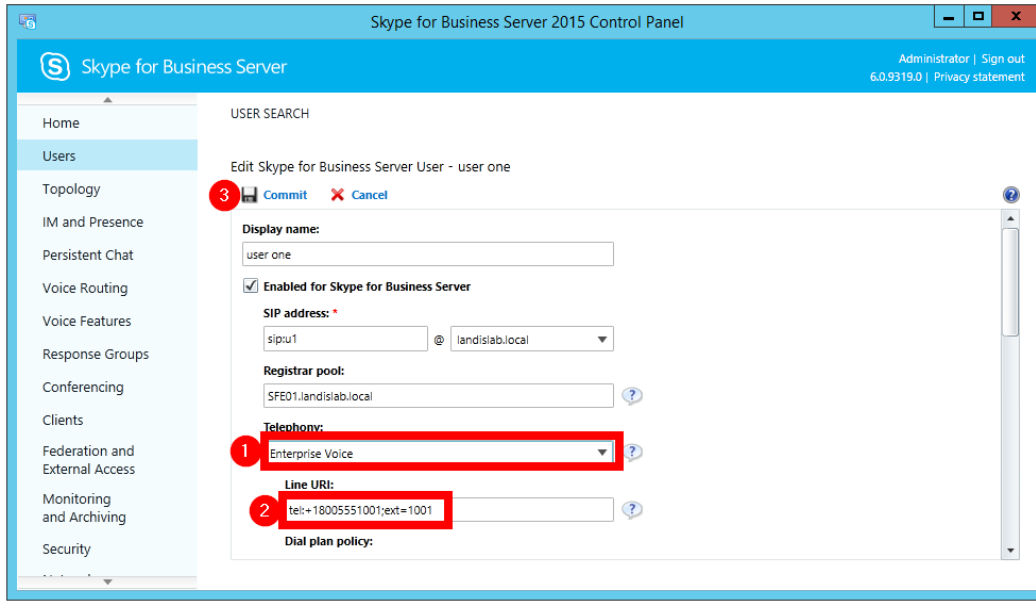 Skype for Business Server 2015 Control Panel
S Skype for Business Server
Administrator | Sign out
6.0.9319.0 | Privacy statement
Home
Users
Topology
IM and Presence
Persistent Chat
Voice Routing
Voice Features
Response Groups
Conferencing
Clients
Federation and
External Access
Monitoring
and Archiving
Security
USER SEARCH
Edit Skype for Business Server User - user one
3 Commit X Cancel ?
Display name:
user one
Enabled for Skype for Business Server
SIP address: *
sip:u1 @ landislab.local
Registrar pool:
SFE01.landislab.local ?
Telephony:
1 Enterprise Voice ?
Line URI:
2 tel:+18005551001;ext=1001 ?
Dial plan policy: